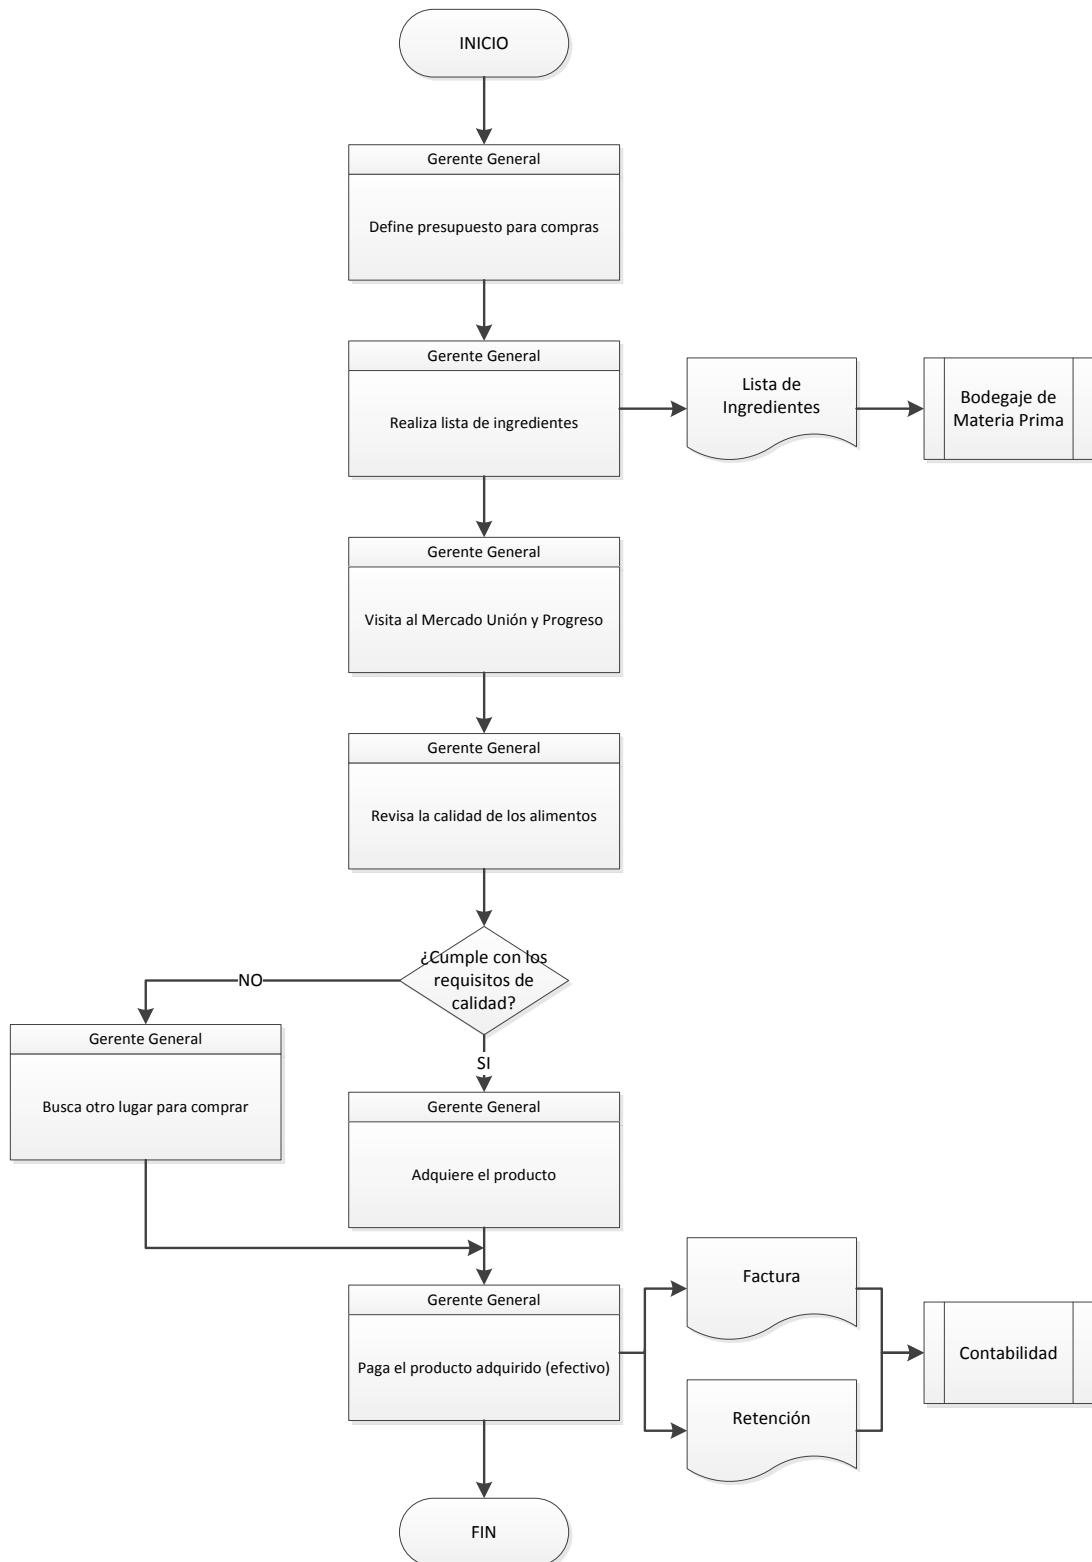 INICIO
Gerente General
Define presupuesto para compras
Gerente General
Realiza lista de ingredientes
Lista de
Ingredientes
Bodegaje de
Materia Prima
Gerente General
Visita al Mercado Unión y Progreso
Gerente General
Revisa la calidad de los alimentos
¿Cumple con los
requisitos de
calidad?
NO
SI
Gerente General
Busca otro lugar para comprar
Gerente General
Adquiere el producto
Gerente General
Paga el producto adquirido (efectivo)
Factura
Retención
Contabilidad
FIN